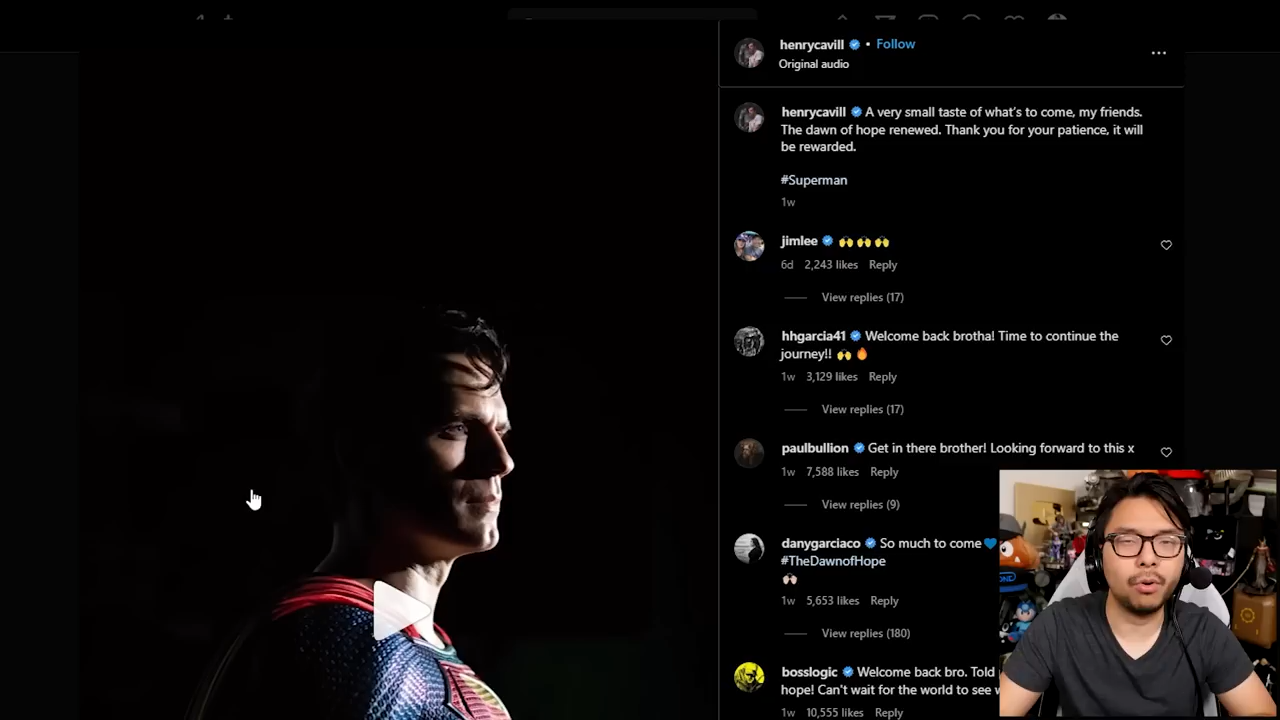 henrycavill • Follow
Original audio
henrycavill A very small taste of what's to come, my friends.
The dawn of hope renewed. Thank you for your patience, it will
be rewarded.
#Superman
1w
jimlee 🙌🙌🙌
6d 2,243 likes Reply
View replies (17)
hhgarcia41 Welcome back brotha! Time to continue the
journey!! 🙌🔥
1w 3,129 likes Reply
View replies (17)
paulbullion Get in there brother! Looking forward to this x
1w 7,588 likes Reply
View replies (9)
danygarciaco So much to come 💙
#TheDawnofHope
🙌🏻
1w 5,653 likes Reply
View replies (180)
bosslogic Welcome back bro. Told
hope! Can't wait for the world to see
1w 10,555 likes Reply